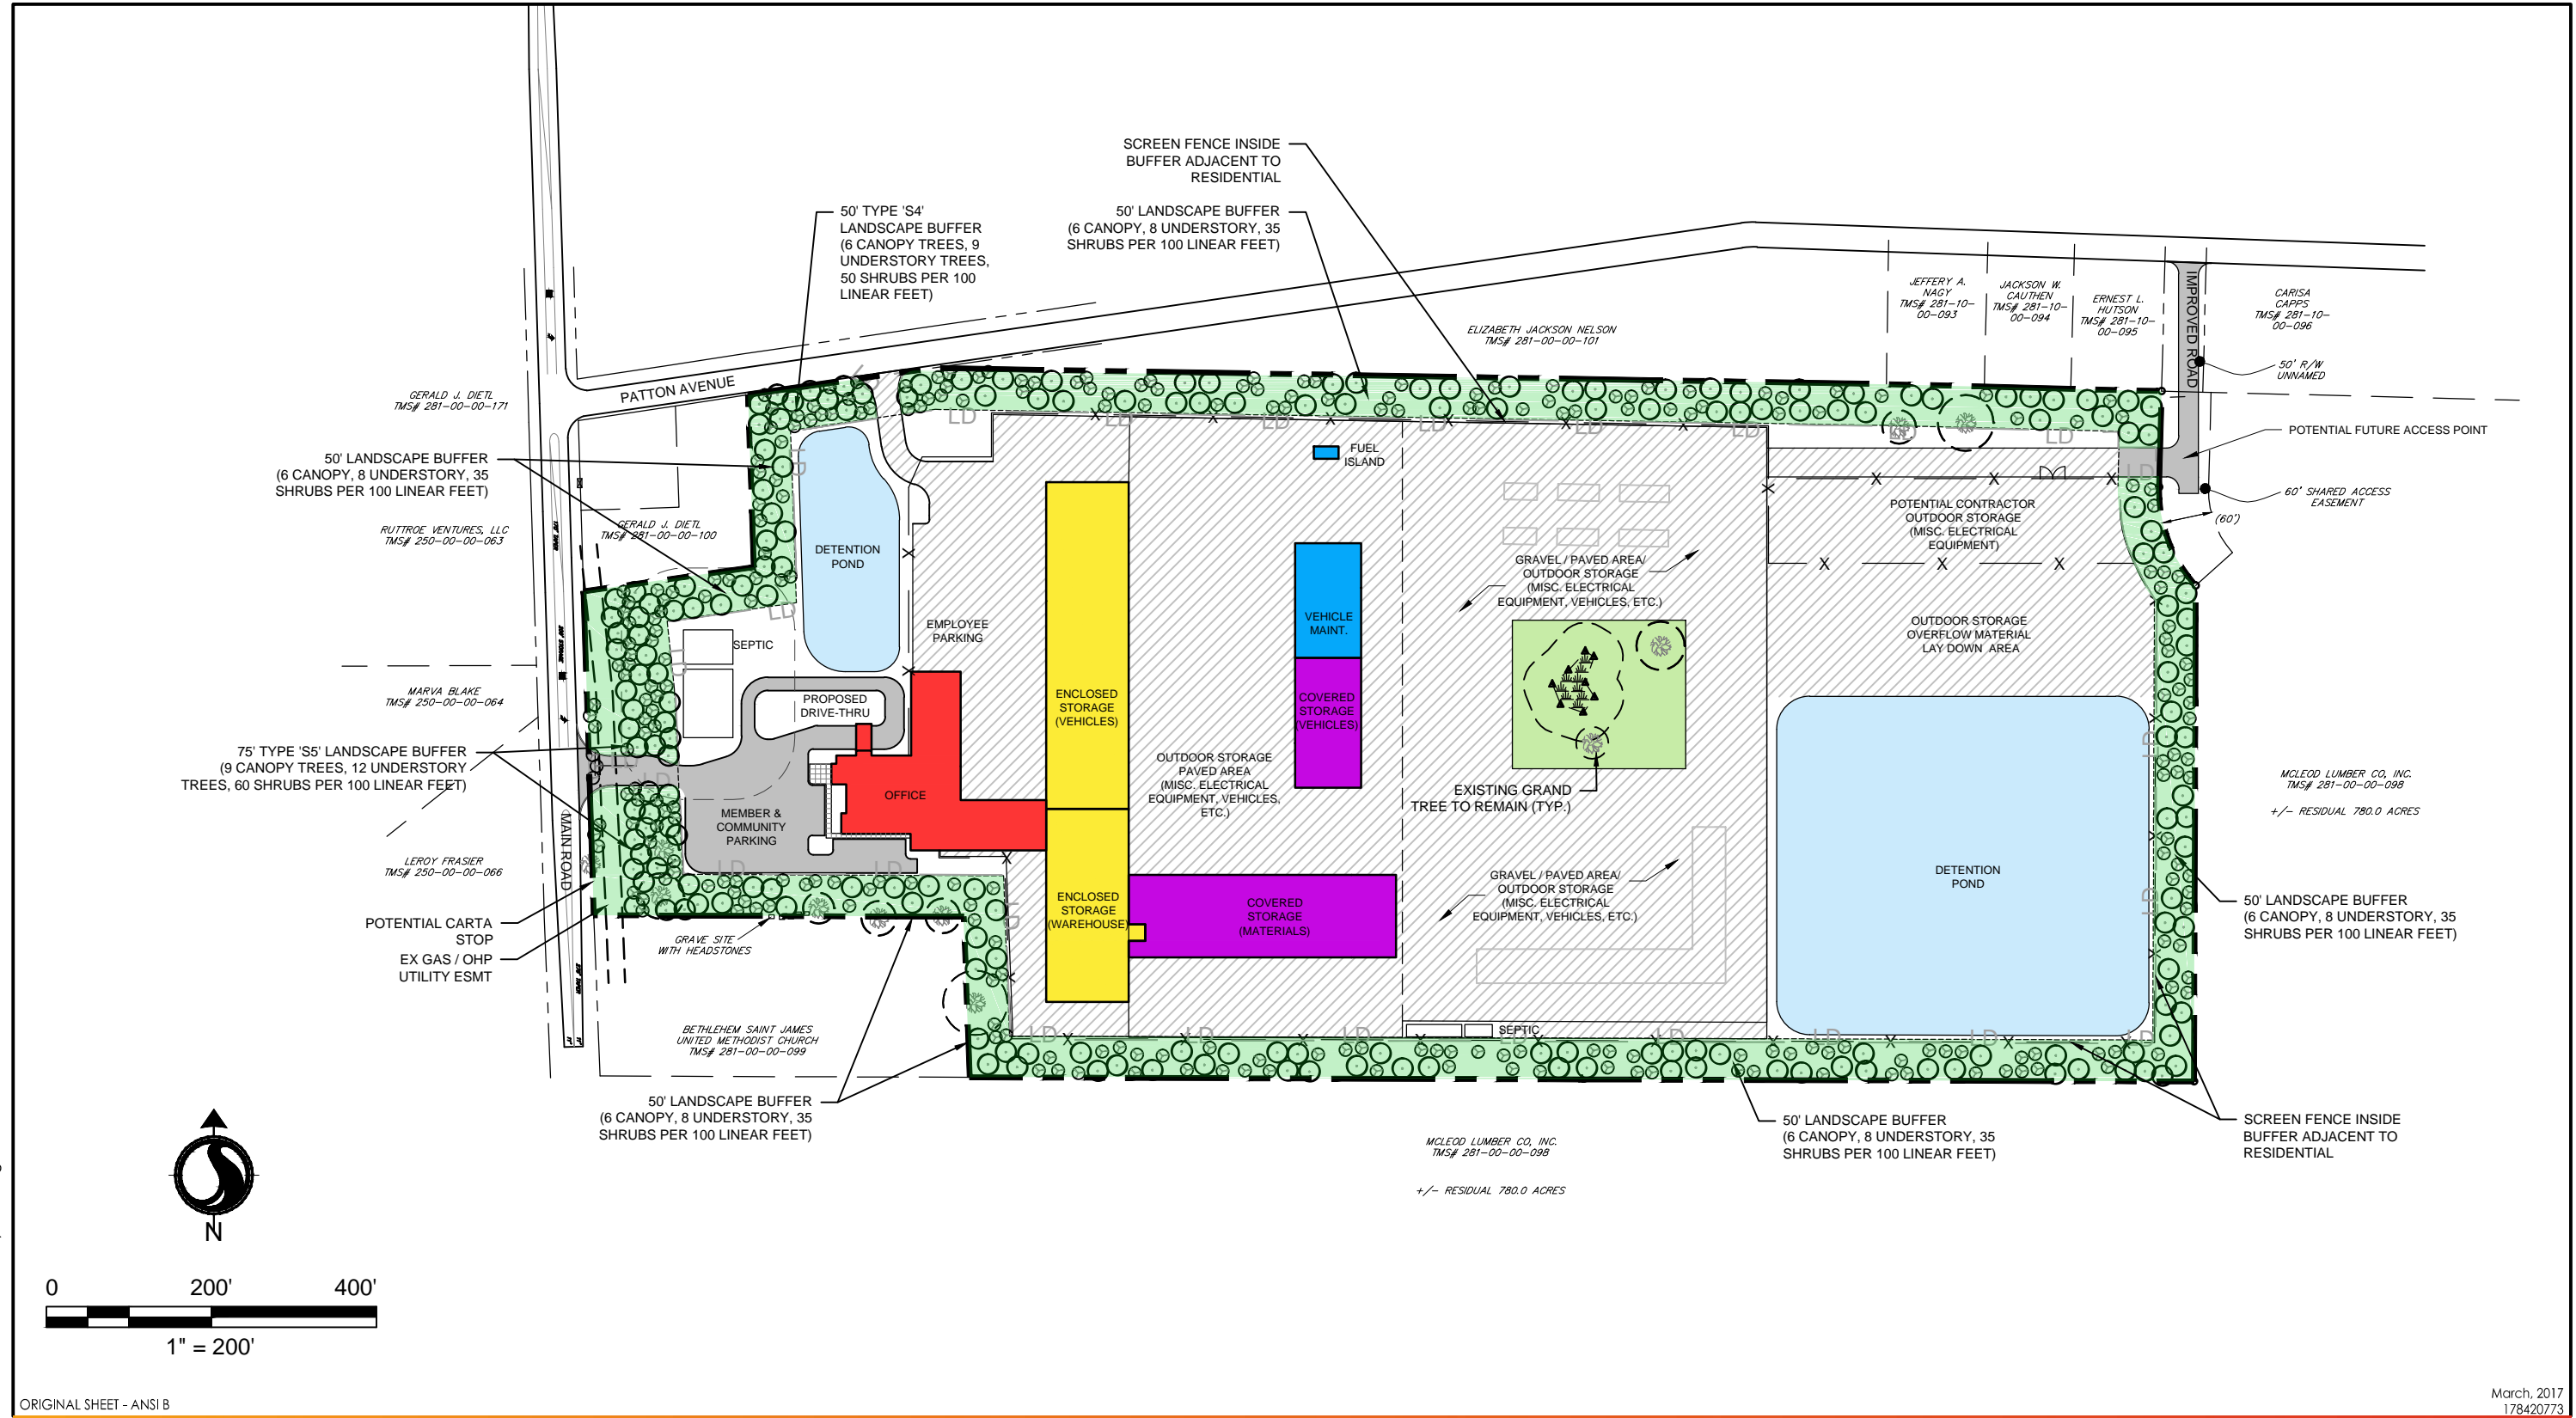 SCREEN FENCE INSIDE
BUFFER ADJACENT TO
RESIDENTIAL
50' TYPE 'S4'
LANDSCAPE BUFFER
(6 CANOPY TREES, 9
UNDERSTORY TREES,
50 SHRUBS PER 100
LINEAR FEET)
50' LANDSCAPE BUFFER
(6 CANOPY, 8 UNDERSTORY, 35
SHRUBS PER 100 LINEAR FEET)
ELIZABETH JACKSON NELSON
TMS# 281-00-00-101
JEFFERY A.
NAGY
TMS# 281-10-
00-093
JACKSON W.
CAUTHEN
TMS# 281-10-
00-094
ERNEST L.
HUTSON
TMS# 281-10-
00-095
IMPROVED ROAD
CARISA
CAPPS
TMS# 281-10-
00-096
50' R/W
UNNAMED
POTENTIAL FUTURE ACCESS POINT
60' SHARED ACCESS
EASEMENT
(60')
PATTON AVENUE
GERALD J. DIETL
TMS# 281-00-00-171
50' LANDSCAPE BUFFER
(6 CANOPY, 8 UNDERSTORY, 35
SHRUBS PER 100 LINEAR FEET)
RUTTROE VENTURES, LLC
TMS# 250-00-00-063
GERALD J. DIETL
TMS# 281-00-00-100
DETENTION
POND
FUEL
ISLAND
POTENTIAL CONTRACTOR
OUTDOOR STORAGE
(MISC. ELECTRICAL
EQUIPMENT)
GRAVEL / PAVED AREA/
OUTDOOR STORAGE
(MISC. ELECTRICAL
EQUIPMENT, VEHICLES, ETC.)
EMPLOYEE
PARKING
VEHICLE
MAINT.
OUTDOOR STORAGE
OVERFLOW MATERIAL
LAY DOWN AREA
SEPTIC
MARVA BLAKE
TMS# 250-00-00-064
PROPOSED
DRIVE-THRU
ENCLOSED
STORAGE
(VEHICLES)
COVERED
STORAGE
(VEHICLES)
75' TYPE 'S5' LANDSCAPE BUFFER
(9 CANOPY TREES, 12 UNDERSTORY
TREES, 60 SHRUBS PER 100 LINEAR FEET)
OUTDOOR STORAGE
PAVED AREA
(MISC. ELECTRICAL
EQUIPMENT, VEHICLES,
ETC.)
EXISTING GRAND
TREE TO REMAIN (TYP.)
MCLEOD LUMBER CO, INC.
TMS# 281-00-00-098
+/- RESIDUAL 780.0 ACRES
OFFICE
MEMBER &
COMMUNITY
PARKING
MAIN ROAD
LEROY FRASIER
TMS# 250-00-00-066
GRAVEL / PAVED AREA/
OUTDOOR STORAGE
(MISC. ELECTRICAL
EQUIPMENT, VEHICLES, ETC.)
DETENTION
POND
ENCLOSED
STORAGE
(WAREHOUSE)
COVERED
STORAGE
(MATERIALS)
50' LANDSCAPE BUFFER
(6 CANOPY, 8 UNDERSTORY, 35
SHRUBS PER 100 LINEAR FEET)
POTENTIAL CARTA
STOP
EX GAS / OHP
UTILITY ESMT
GRAVE SITE
WITH HEADSTONES
SEPTIC
BETHLEHEM SAINT JAMES
UNITED METHODIST CHURCH
TMS# 281-00-00-099
50' LANDSCAPE BUFFER
(6 CANOPY, 8 UNDERSTORY, 35
SHRUBS PER 100 LINEAR FEET)
MCLEOD LUMBER CO, INC.
TMS# 281-00-00-098
+/- RESIDUAL 780.0 ACRES
50' LANDSCAPE BUFFER
(6 CANOPY, 8 UNDERSTORY, 35
SHRUBS PER 100 LINEAR FEET)
SCREEN FENCE INSIDE
BUFFER ADJACENT TO
RESIDENTIAL
N
0 200' 400'
1" = 200'
ORIGINAL SHEET - ANSI B
March, 2017
178420773